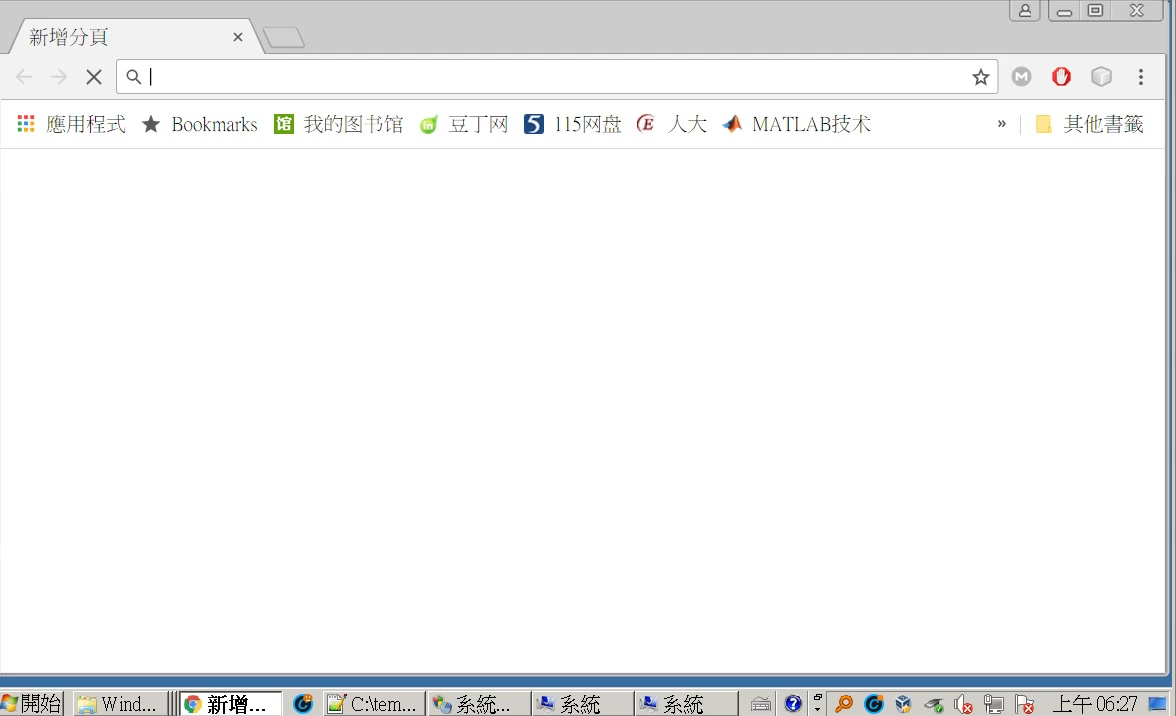 新增分頁
應用程式 Bookmarks 我的图书馆 豆丁网 115网盘 人大 MATLAB技术 » 其他書籤
開始 Wind... 新增... C:\tem... 系統... 系統 系統 上午 06:27